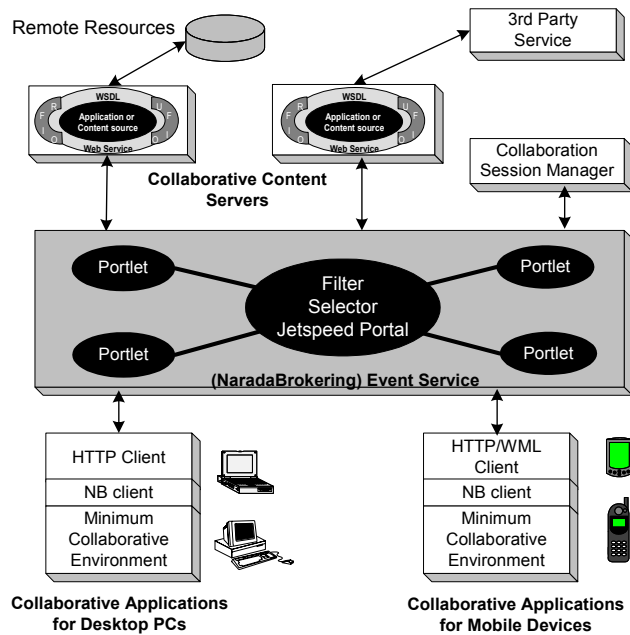 Remote Resources
3rd Party
Service
WSDL
R
F
I
O
Application or
Content source
U
F
I
O
Web Service
WSDL
R
F
I
O
Application or
Content source
U
F
I
O
Web Service
Collaborative Content
Servers
Collaboration
Session Manager
Portlet
Portlet
Filter
Selector
Jetspeed Portal
Portlet
Portlet
(NaradaBrokering) Event Service
HTTP Client
NB client
Minimum
Collaborative
Environment
HTTP/WML
Client
NB client
Minimum
Collaborative
Environment
Collaborative Applications
for Desktop PCs
Collaborative Applications
for Mobile Devices